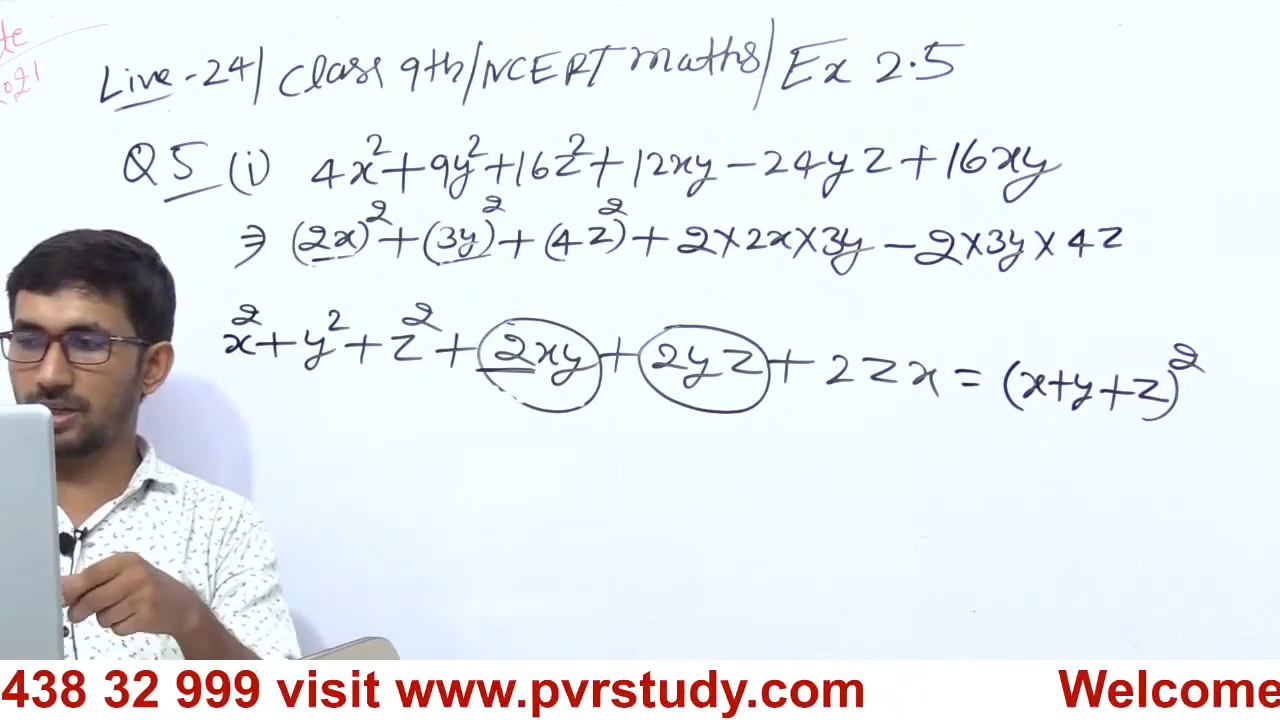 Live-24/ Class 9th/NCERT maths/ Ex 2.5
Q5 (i) 4x²+9y²+16z²+12xy-24yz+16xy
⇒ (2x)²+(3y)²+(4z)²+2×2x×3y-2×3y×4z
x²+y²+z²+2xy+2yz+2zx=(x+y+z)²
438 32 999 visit www.pvrstudy.com Welcome